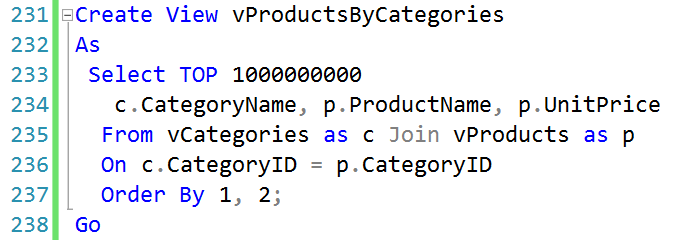 231 Create View vProductsByCategories
232 As
233 Select TOP 1000000000
234 c.CategoryName, p.ProductName, p.UnitPrice
235 From vCategories as c Join vProducts as p
236 On c.CategoryID = p.CategoryID
237 Order By 1, 2;
238 Go